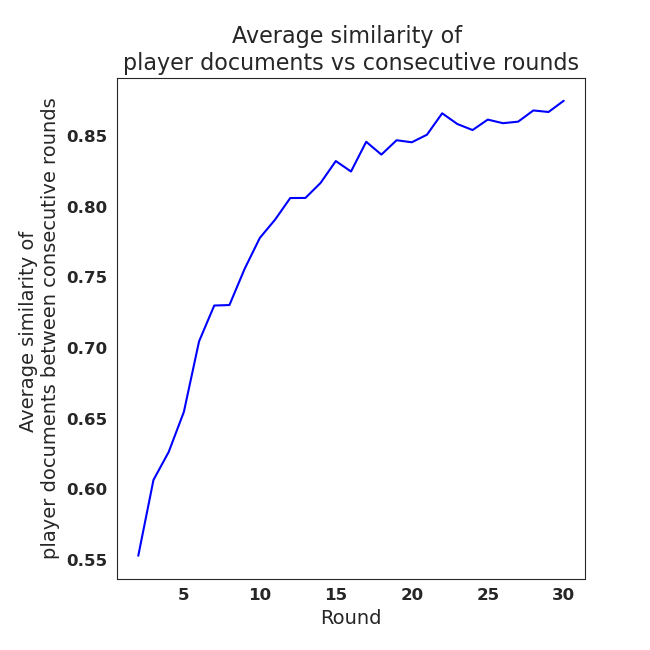 Average similarity of
player documents vs consecutive rounds
Average similarity of
player documents between consecutive rounds
0.85
0.80
0.75
0.70
0.65
0.60
0.55
5 10 15 20 25 30
Round